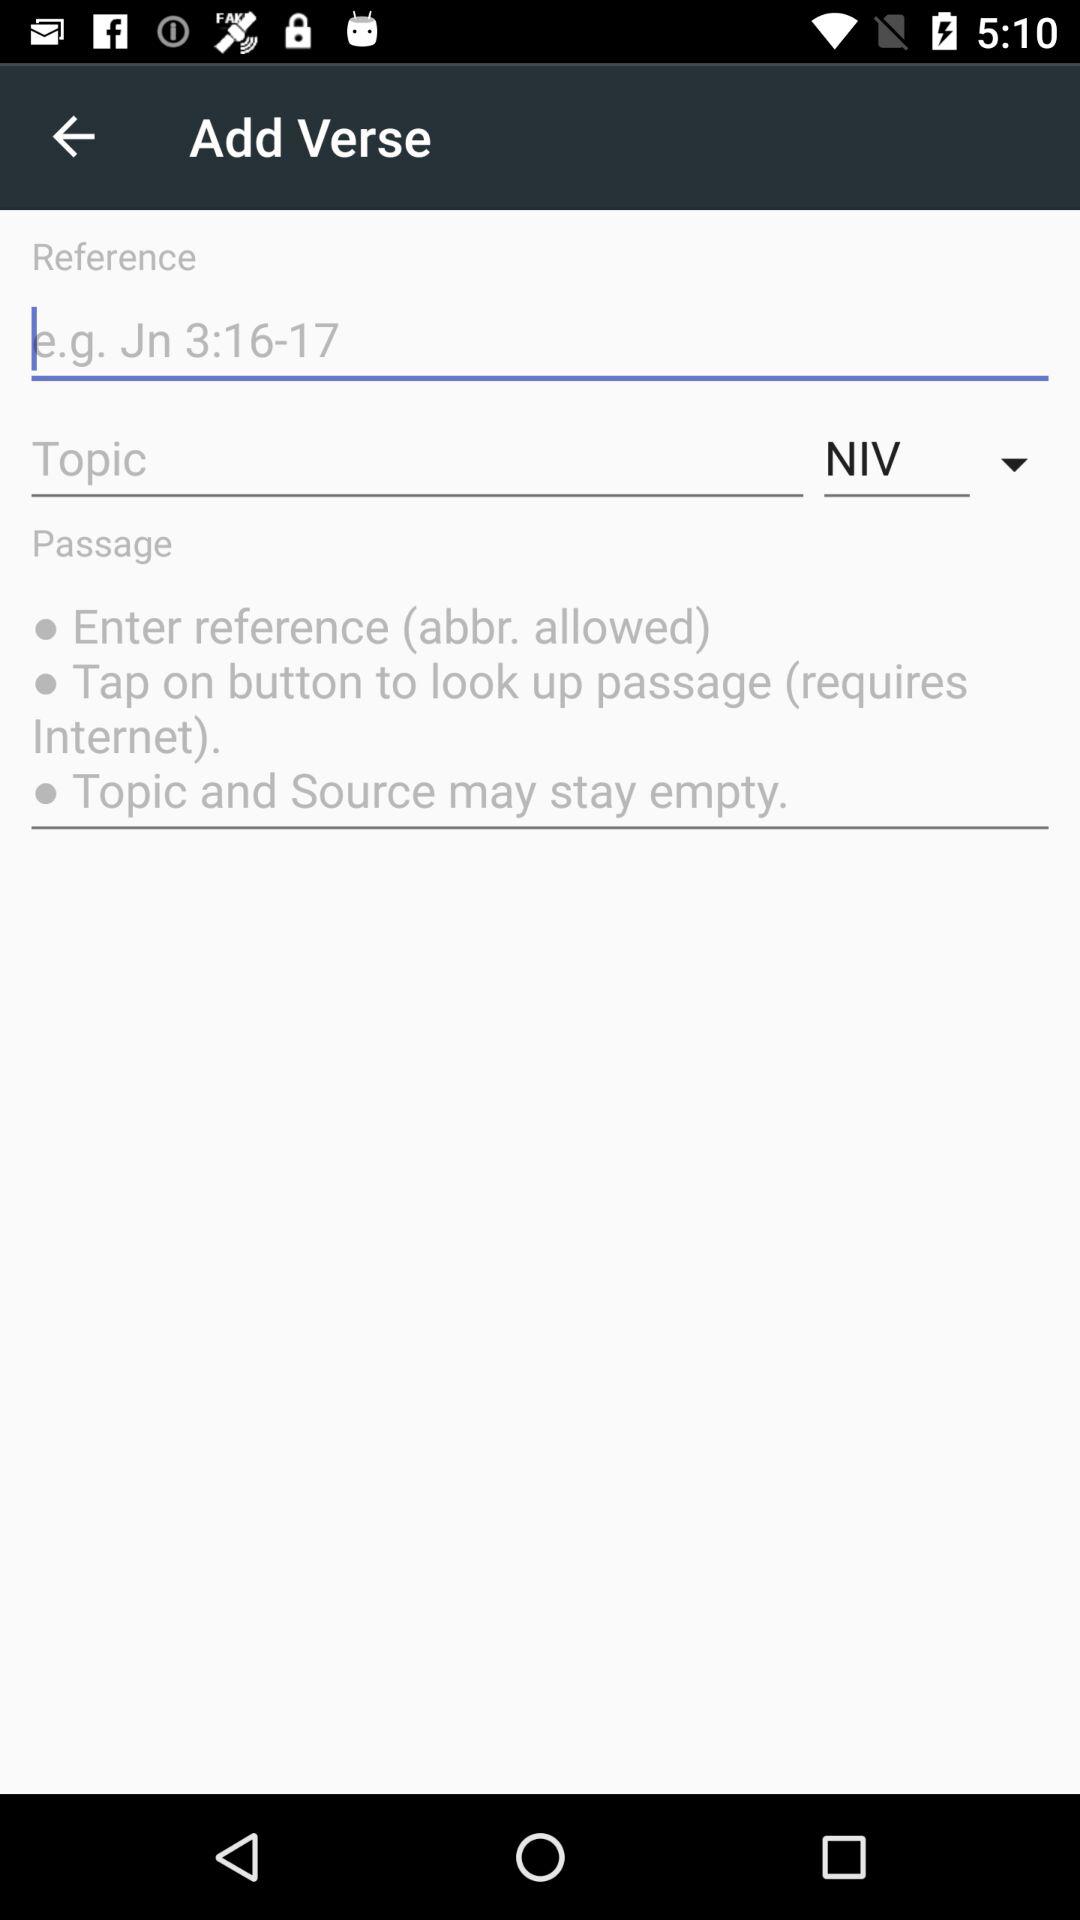 FAKE
5:10
Add Verse
Reference
e.g. Jn 3:16-17
Topic
NIV
Passage
● Enter reference (abbr. allowed)
● Tap on button to look up passage (requires
Internet).
● Topic and Source may stay empty.